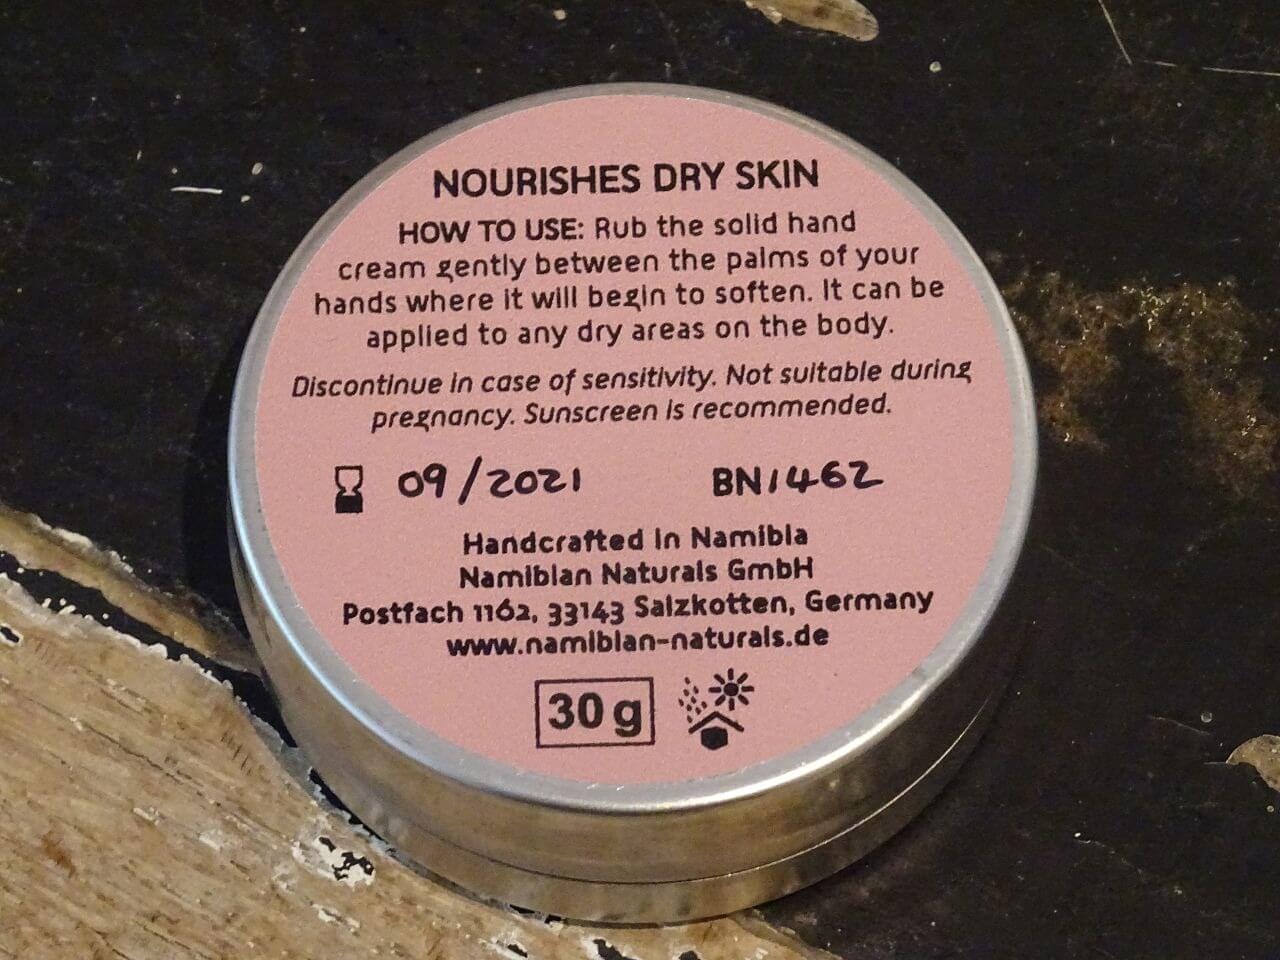 NOURISHES DRY SKIN
HOW TO USE: Rub the solid hand
cream gently between the palms of your
hands where it will begin to soften. It can be
applied to any dry areas on the body.
Discontinue in case of sensitivity. Not suitable during
pregnancy. Sunscreen is recommended.
09/2021 BN1462
Handcrafted in Namibia
Namibian Naturals GmbH
Postfach 1162, 33143 Salzkotten, Germany
www.namibian-naturals.de
30 g